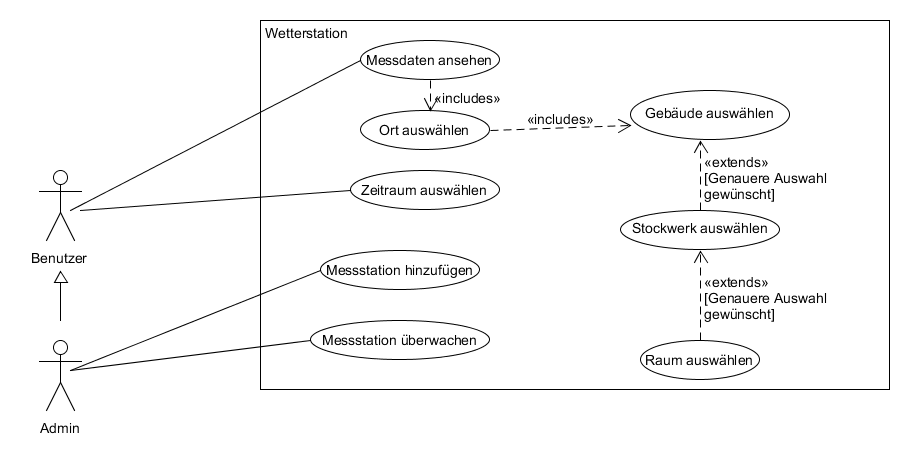 Wetterstation
Messdaten ansehen
«includes»
Ort auswählen
«includes»
Gebäude auswählen
«extends»
[Genauere Auswahl
gewünscht]
Zeitraum auswählen
Stockwerk auswählen
Benutzer
Messstation hinzufügen
«extends»
[Genauere Auswahl
gewünscht]
Messstation überwachen
Raum auswählen
Admin